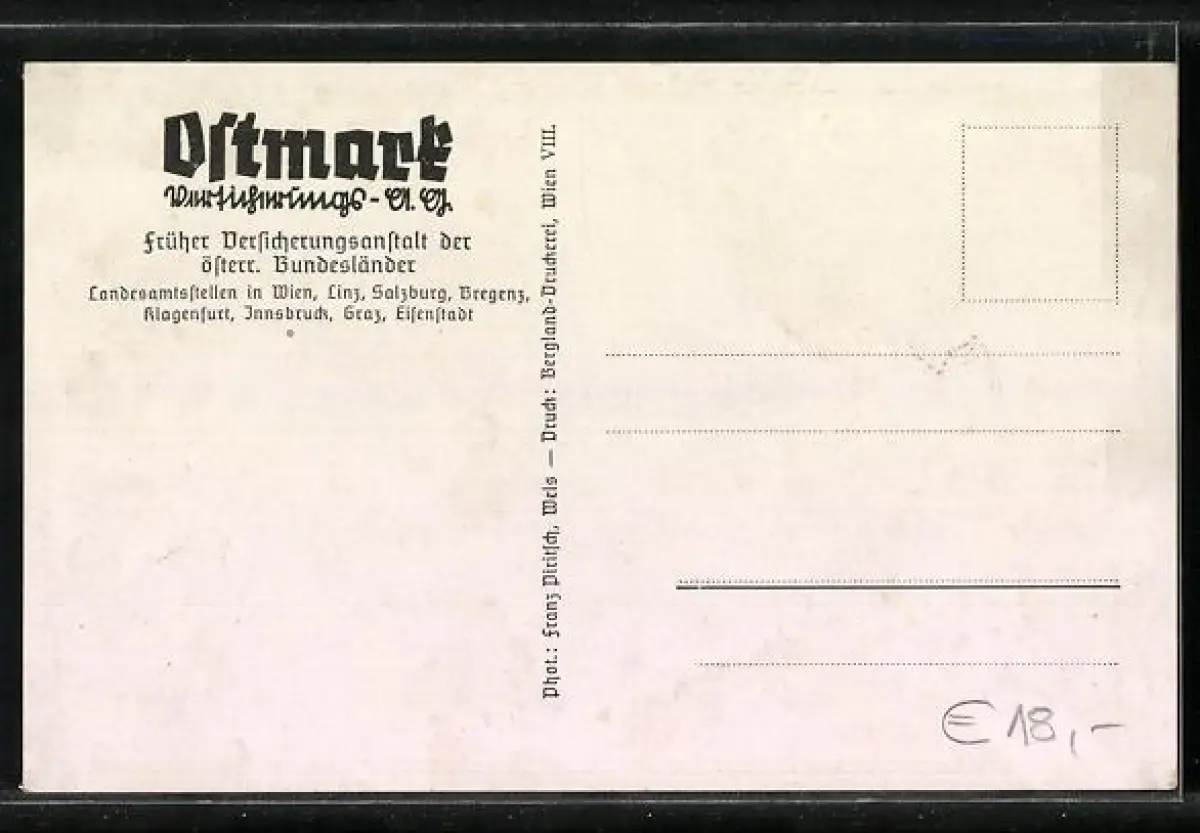 Ostmark
Versicherungs-A. G.
Früher Versicherungsanstalt der
österr. Bundesländer
Landesamtsstellen in Wien, Linz, Salzburg, Bregenz,
Klagenfurt, Innsbruck, Graz, Eisenstadt
Phot.: Franz Piritsch, Wels — Druck: Bergland-Druckerei, Wien VIII.
€ 18,-